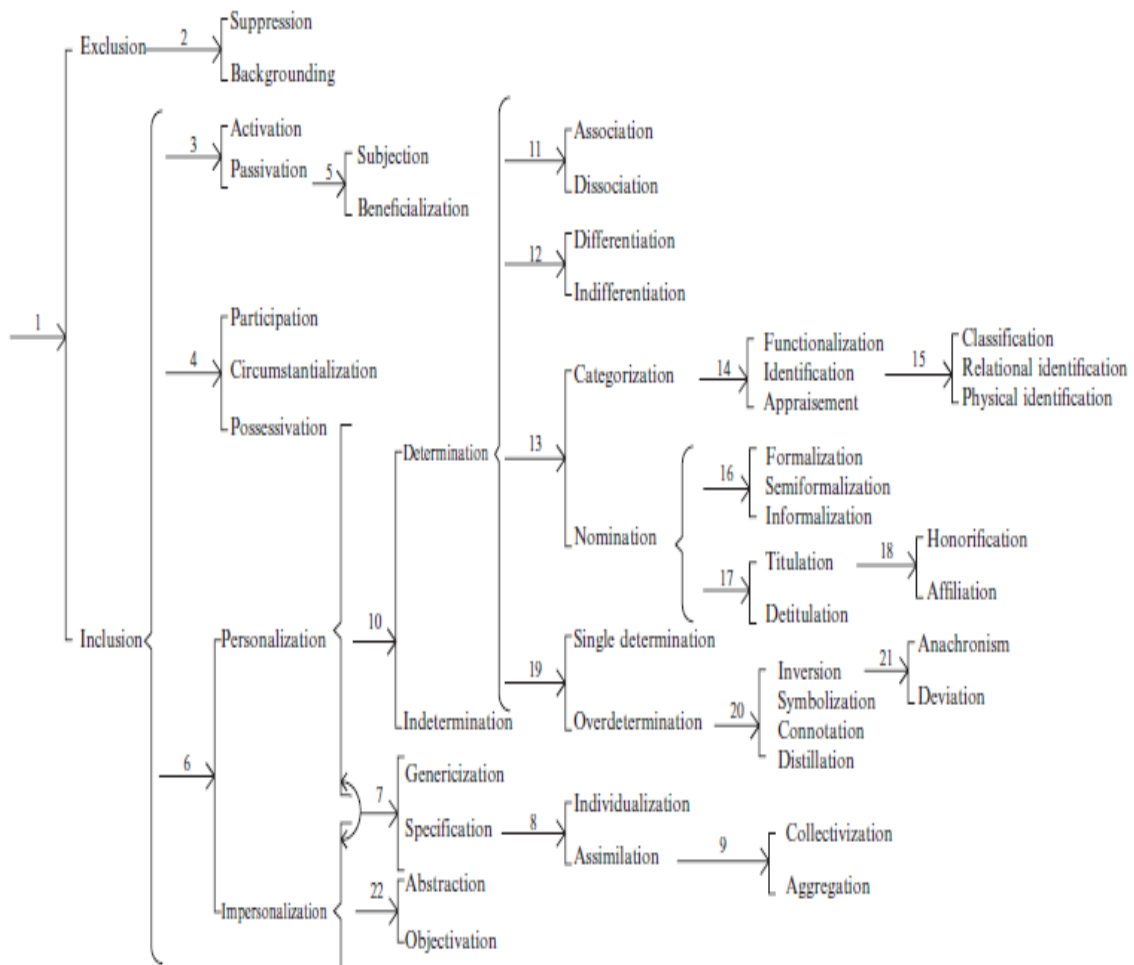 Suppression
2
Exclusion
Backgrounding
Activation
3
Passivation
5
Subjection
Beneficialization
11
Association
Dissociation
12
Differentiation
Indifferentiation
1
Participation
4
Circumstantialization
Possessivation
Categorization
14
Functionalization
Identification
Appraisement
15
Classification
Relational identification
Physical identification
Determination
13
16
Formalization
Semiformalization
Informalization
Nomination
17
Titulation
Detitulation
18
Honorification
Affiliation
Inclusion
Personalization
10
Single determination
19
Overdetermination
20
Inversion
Symbolization
Connotation
Distillation
21
Anachronism
Deviation
Indetermination
6
7
Genericization
Specification
8
Individualization
Assimilation
9
Collectivization
Aggregation
Impersonalization
22
Abstraction
Objectivation